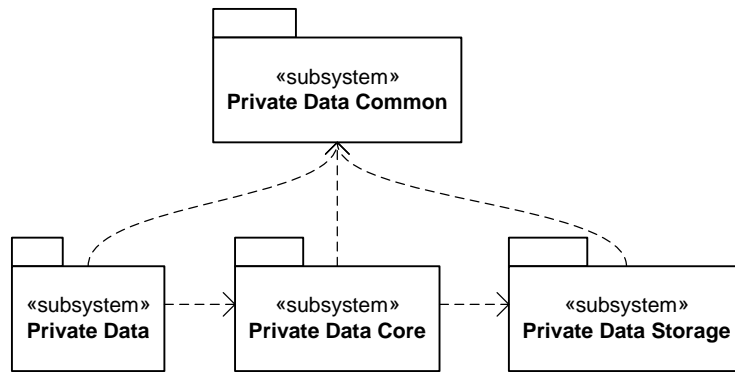 «subsystem»
Private Data Common
«subsystem»
Private Data
«subsystem»
Private Data Core
«subsystem»
Private Data Storage